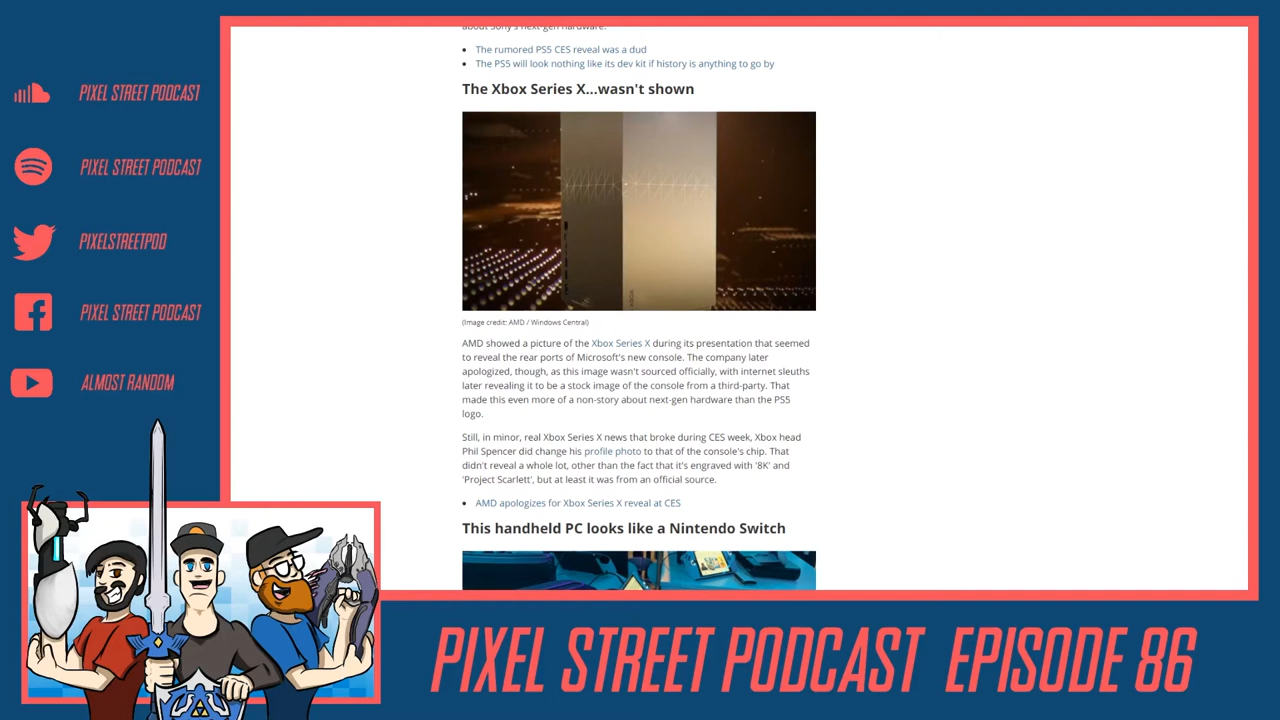 about Sony's next-gen hardware.
The rumored PS5 CES reveal was a dud
The PS5 will look nothing like its dev kit if history is anything to go by
The Xbox Series X...wasn't shown
(Image credit: AMD / Windows Central)
AMD showed a picture of the Xbox Series X during its presentation that seemed
to reveal the rear ports of Microsoft's new console. The company later
apologized, though, as this image wasn't sourced officially, with internet sleuths
later revealing it to be a stock image of the console from a third-party. That
made this even more of a non-story about next-gen hardware than the PS5
logo.
Still, in minor, real Xbox Series X news that broke during CES week, Xbox head
Phil Spencer did change his profile photo to that of the console's chip. That
didn't reveal a whole lot, other than the fact that it's engraved with '8K' and
'Project Scarlett', but at least it was from an official source.
AMD apologizes for Xbox Series X reveal at CES
This handheld PC looks like a Nintendo Switch
PIXEL STREET PODCAST
PIXEL STREET PODCAST
PIXELSTREETPOD
PIXEL STREET PODCAST
ALMOST RANDOM
PIXEL STREET PODCAST EPISODE 86